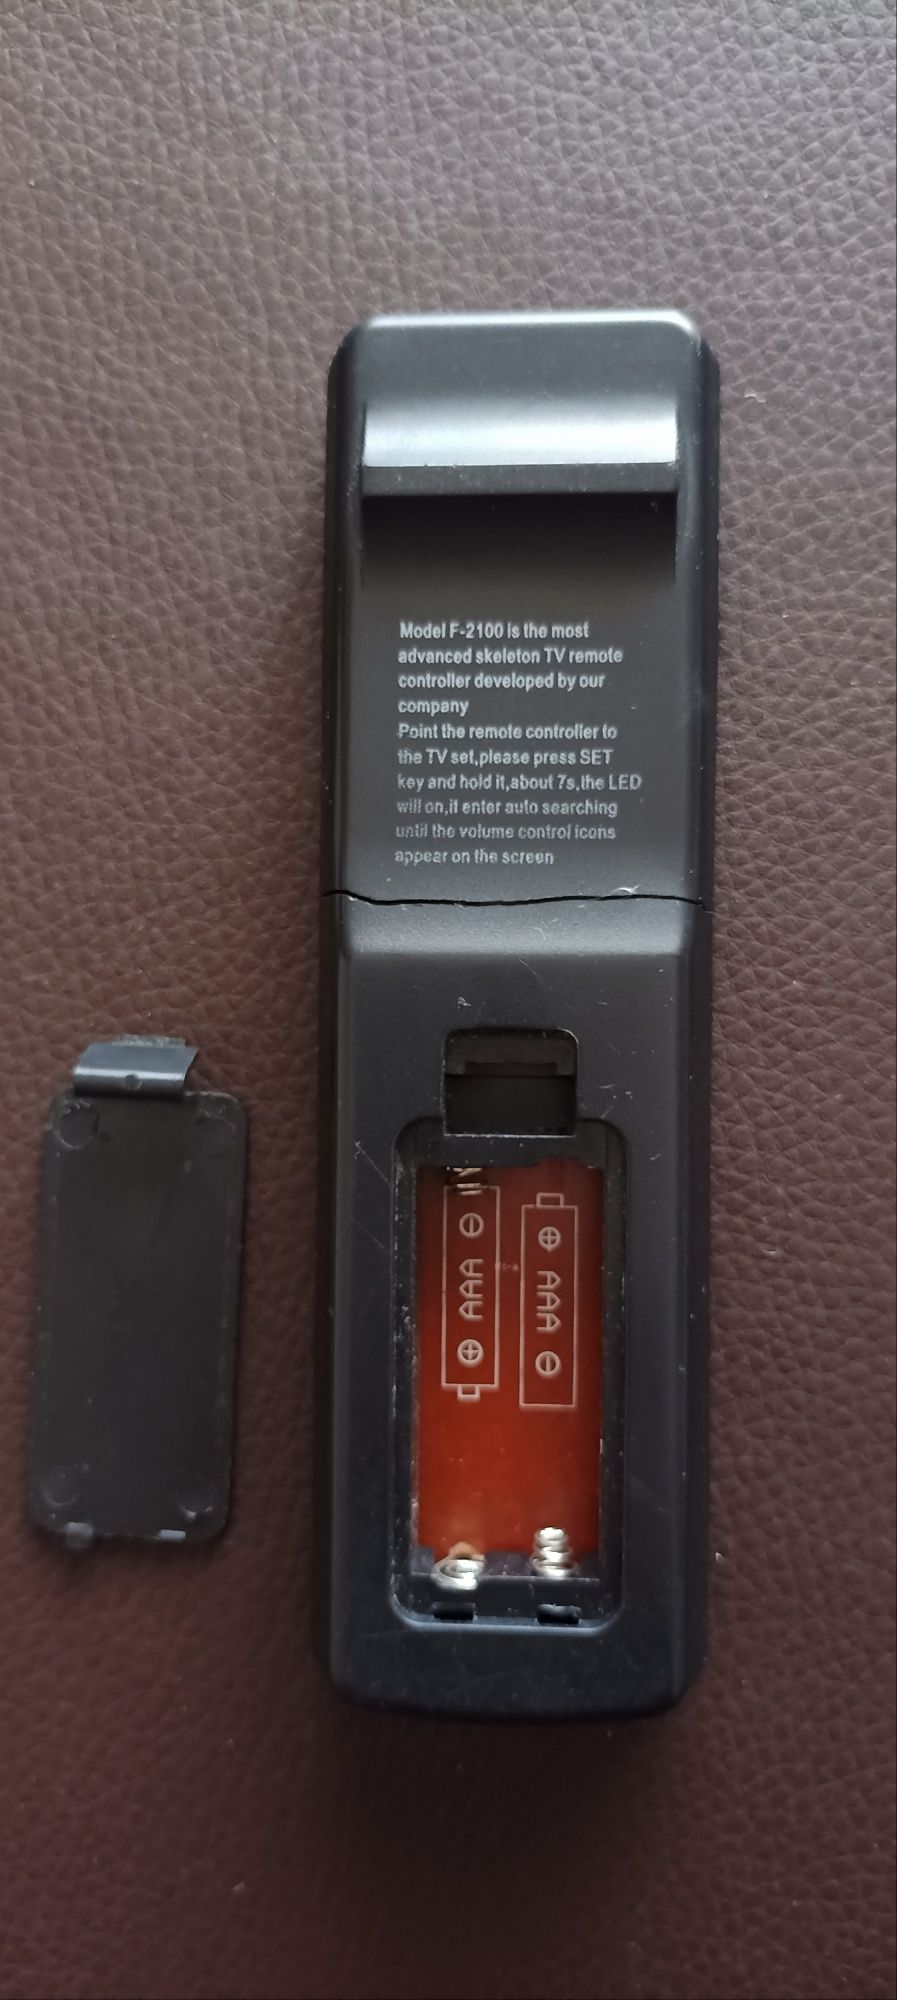 Model F-2100 is the most
advanced skeleton TV remote
controller developed by our
company
Point the remote controller to
the TV set,please press SET
key and hold it,about 7s,the LED
will on,it enter auto searching
until the volume control icons
appear on the screen
⊖ AAA ⊕
⊕ AAA ⊖